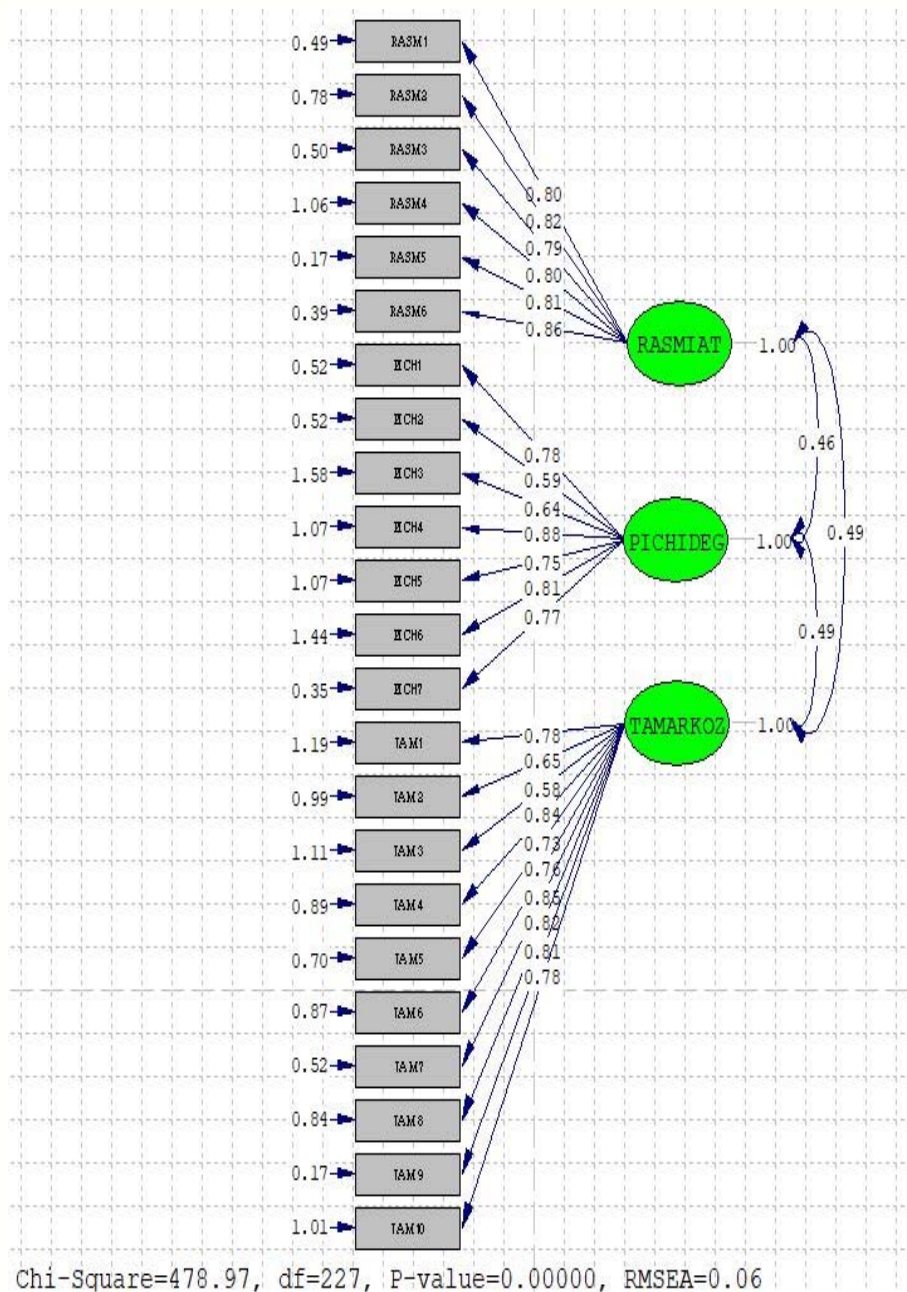 0.49 RASM1
0.78 RASM2
0.50 RASM3
1.06 RASM4
0.17 RASM5
0.39 RASM6
0.52
0.52
1.58
1.07
1.07
1.44
0.35
1.19 TAM1
0.99 TAM2
1.11 TAM3
0.89 TAM4
0.70 TAM5
0.87 TAM6
0.52 TAM7
0.84 TAM8
0.17 TAM9
1.01 TAM10
0.80
0.82
0.79
0.80
0.81
0.86
0.78
0.59
0.64
0.88
0.75
0.81
0.77
0.78
0.65
0.58
0.84
0.73
0.76
0.85
0.82
0.81
0.78
RASMIAT 1.00
PICHIDEG 1.00
TAMARKOZ 1.00
0.46
0.49
0.49
Chi-Square=478.97, df=227, P-value=0.00000, RMSEA=0.06